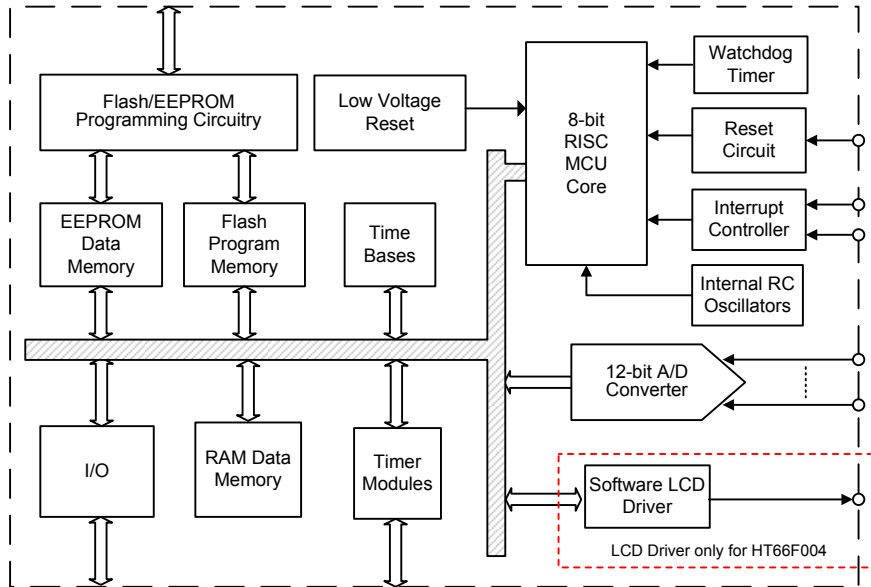 Flash/EEPROM
Programming Circuitry
Low Voltage
Reset
8-bit
RISC
MCU
Core
Watchdog
Timer
Reset
Circuit
Interrupt
Controller
Internal RC
Oscillators
EEPROM
Data
Memory
Flash
Program
Memory
Time
Bases
12-bit A/D
Converter
I/O
RAM Data
Memory
Timer
Modules
Software LCD
Driver
LCD Driver only for HT66F004